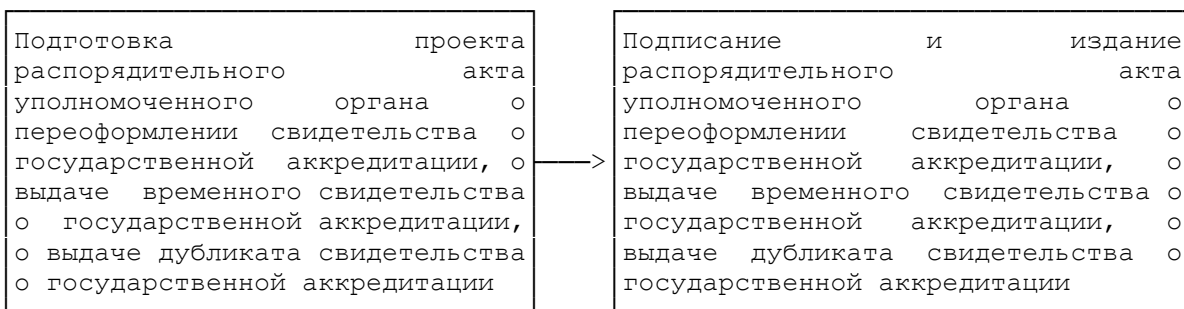 Подготовка проекта
распорядительного акта
уполномоченного органа о
переоформлении свидетельства о
государственной аккредитации, о
выдаче временного свидетельства
о государственной аккредитации,
о выдаче дубликата свидетельства
о государственной аккредитации
Подписание и издание
распорядительного акта
уполномоченного органа о
переоформлении свидетельства о
государственной аккредитации, о
выдаче временного свидетельства о
государственной аккредитации, о
выдаче дубликата свидетельства о
государственной аккредитации